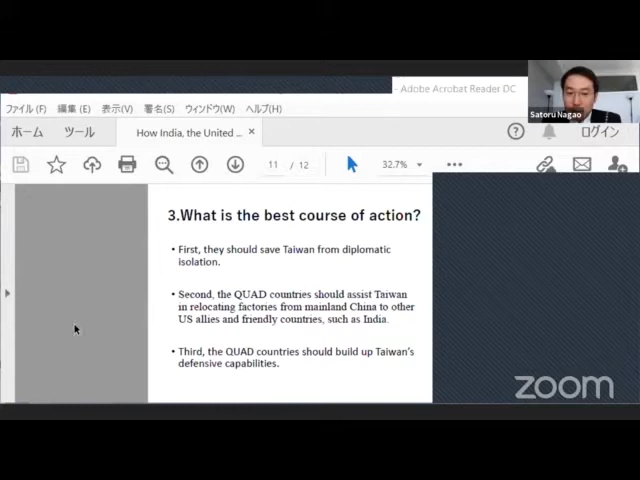 - Adobe Acrobat Reader DC
Satoru Nagao
ファイル(F) 編集(E) 表示(V) 署名(S) ウィンドウ(W) ヘルプ(H)
ホーム ツール How India, the United ... × ? ログイン
11 / 12 32.7%
3.What is the best course of action?
• First, they should save Taiwan from diplomatic
isolation.
• Second, the QUAD countries should assist Taiwan
in relocating factories from mainland China to other
US allies and friendly countries, such as India.
• Third, the QUAD countries should build up Taiwan's
defensive capabilities.
zoom